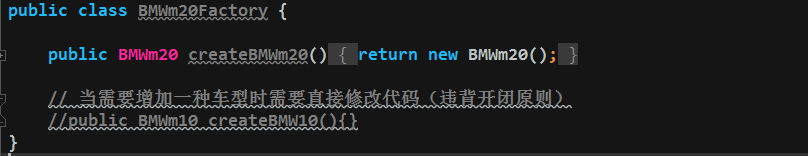 public class BMWm20Factory {
public BMWm20 createBMWm20() { return new BMWm20(); }
// 当需要增加一种车型时需要直接修改代码（违背开闭原则）
//public BMWm10 createBMW10(){}
}